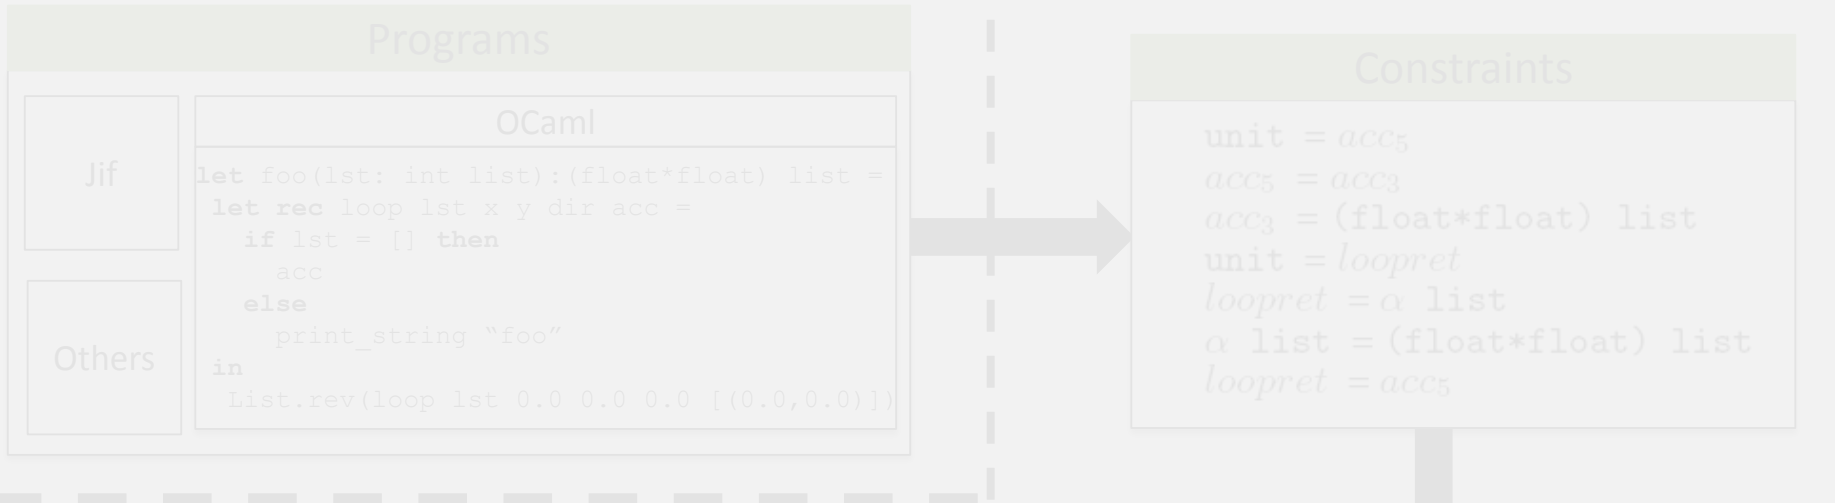 Programs
Jif
Others
OCaml
let foo(lst: int list):(float*float) list =
let rec loop lst x y dir acc =
if lst = [] then
acc
else
print_string “foo”
in
List.rev(loop lst 0.0 0.0 0.0 [(0.0,0.0)])
Constraints
unit = acc₅
acc₅ = acc₃
acc₃ = (float*float) list
unit = loopret
loopret = α list
α list = (float*float) list
loopret = acc₅